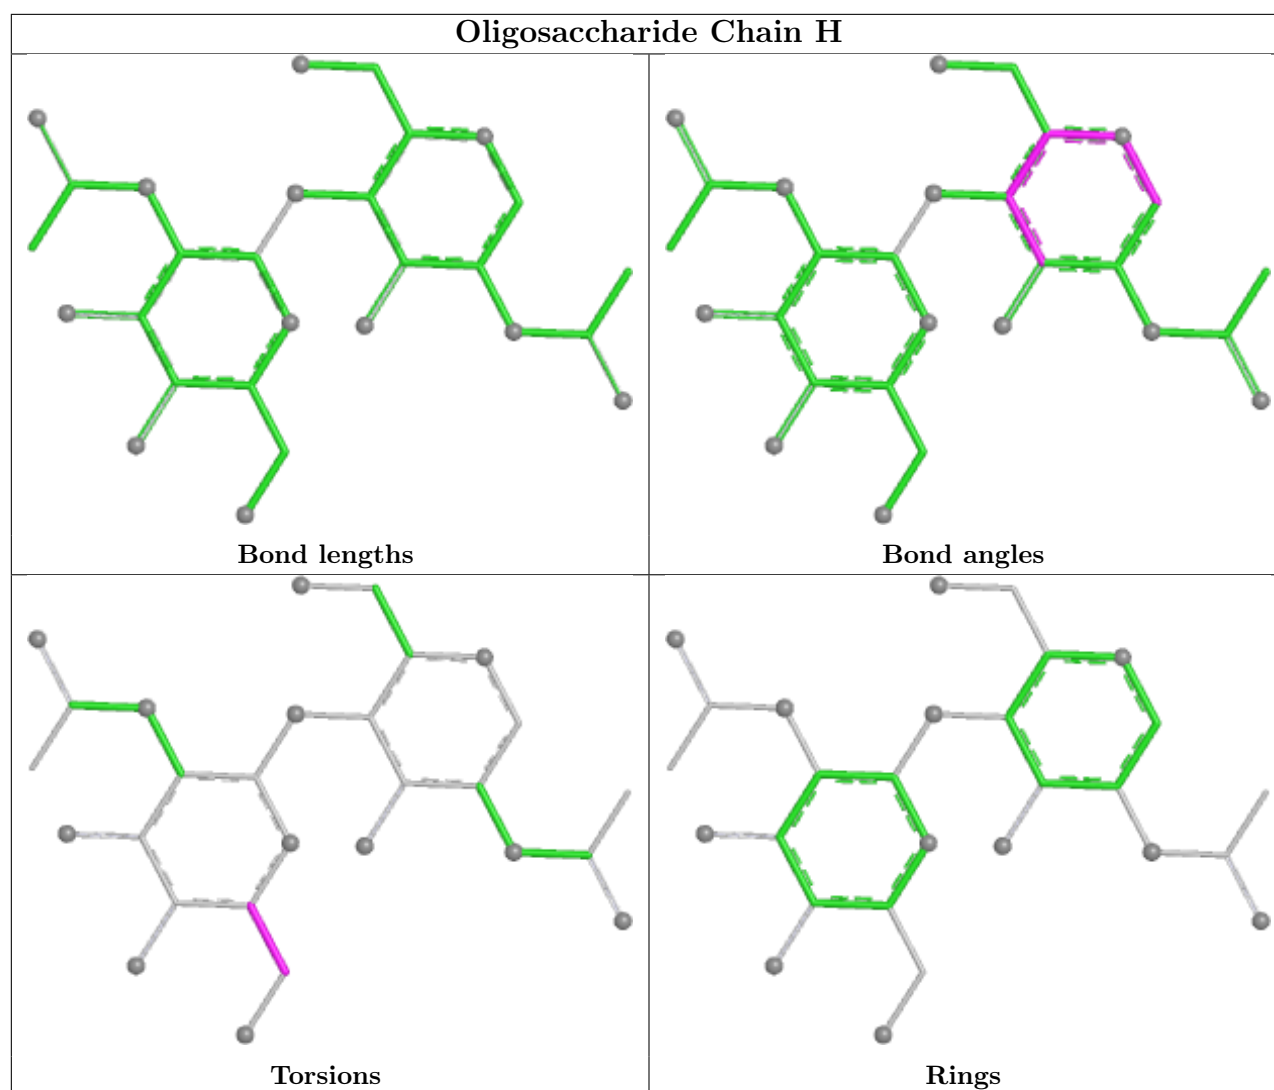 Oligosaccharide Chain H
Bond lengths
Bond angles
Torsions
Rings